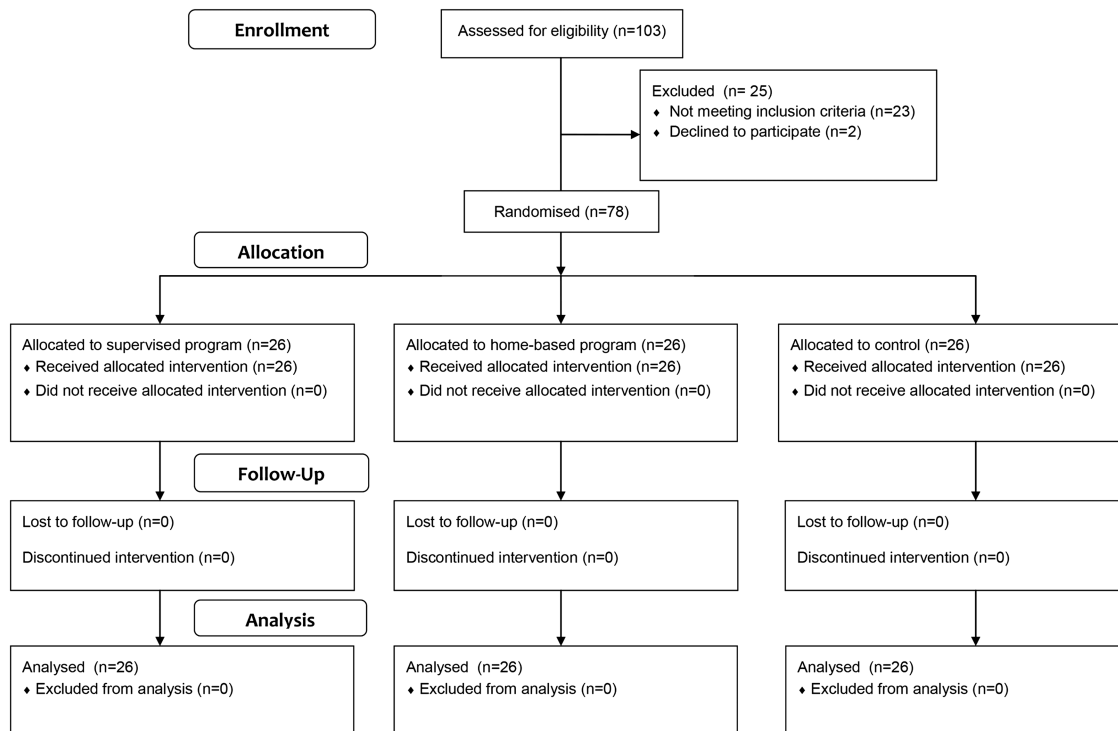 Enrollment
Assessed for eligibility (n=103)
Excluded (n= 25)
♦ Not meeting inclusion criteria (n=23)
♦ Declined to participate (n=2)
Randomised (n=78)
Allocation
Allocated to supervised program (n=26)
♦ Received allocated intervention (n=26)
♦ Did not receive allocated intervention (n=0)
Allocated to home-based program (n=26)
♦ Received allocated intervention (n=26)
♦ Did not receive allocated intervention (n=0)
Allocated to control (n=26)
♦ Received allocated intervention (n=26)
♦ Did not receive allocated intervention (n=0)
Follow-Up
Lost to follow-up (n=0)
Discontinued intervention (n=0)
Lost to follow-up (n=0)
Discontinued intervention (n=0)
Lost to follow-up (n=0)
Discontinued intervention (n=0)
Analysis
Analysed (n=26)
♦ Excluded from analysis (n=0)
Analysed (n=26)
♦ Excluded from analysis (n=0)
Analysed (n=26)
♦ Excluded from analysis (n=0)